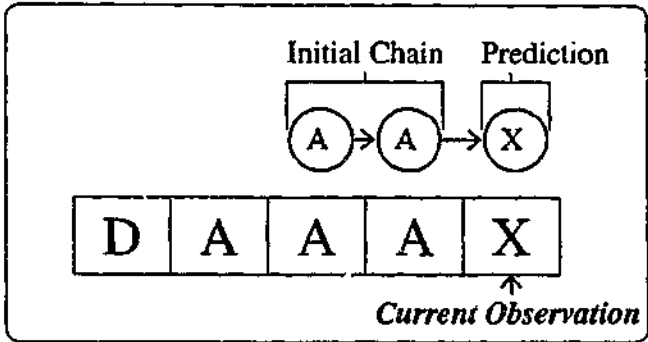 Initial Chain Prediction
A A X
D A A A X
Current Observation